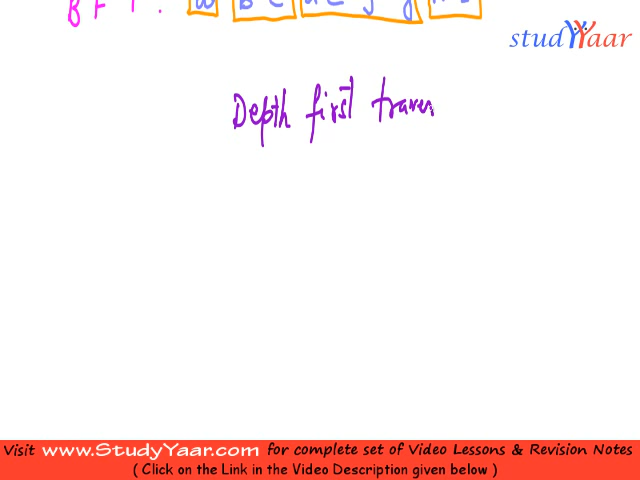 B F T :
studYYaar
Depth first traver
Visit www.StudyYaar.com for complete set of Video Lessons & Revision Notes
( Click on the Link in the Video Description given below )